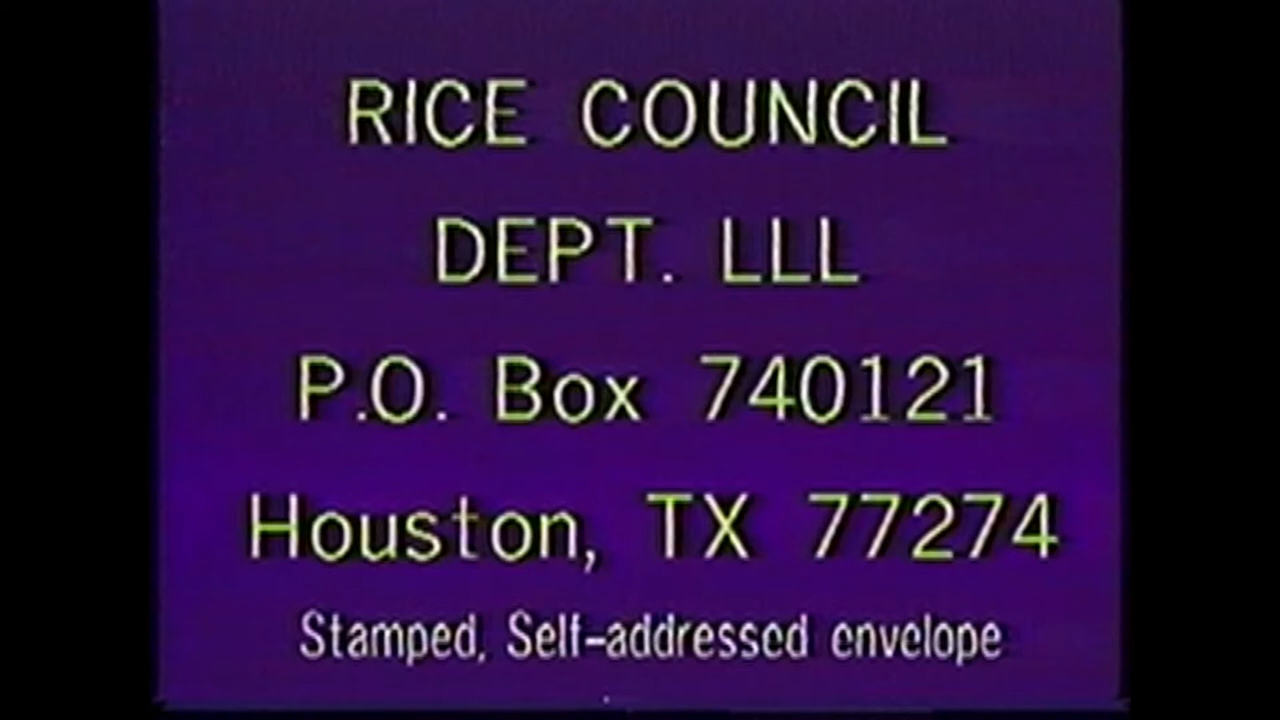 RICE COUNCIL
DEPT. LLL
P.O. Box 740121
Houston, TX 77274
Stamped, Self-addressed envelope